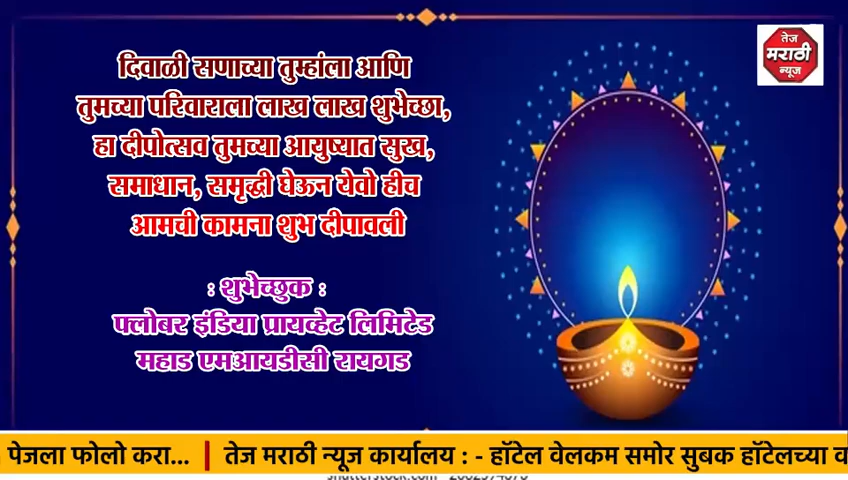 तेज
मराठी
न्यूज
दिवाळी सणाच्या तुम्हांला आणि
तुमच्या परिवाराला लाख लाख शुभेच्छा,
हा दीपोत्सव तुमच्या आयुष्यात सुख,
समाधान, समृद्धी घेऊन येवो हीच
आमची कामना शुभ दीपावली
: शुभेच्छुक :
फ्लोबर इंडिया प्रायव्हेट लिमिटेड
महाड एमआयडीसी रायगड
पेजला फोलो करा... | तेज मराठी न्यूज कार्यालय : - हॉटेल वेलकम समोर सुबक हॉटेलच्या व